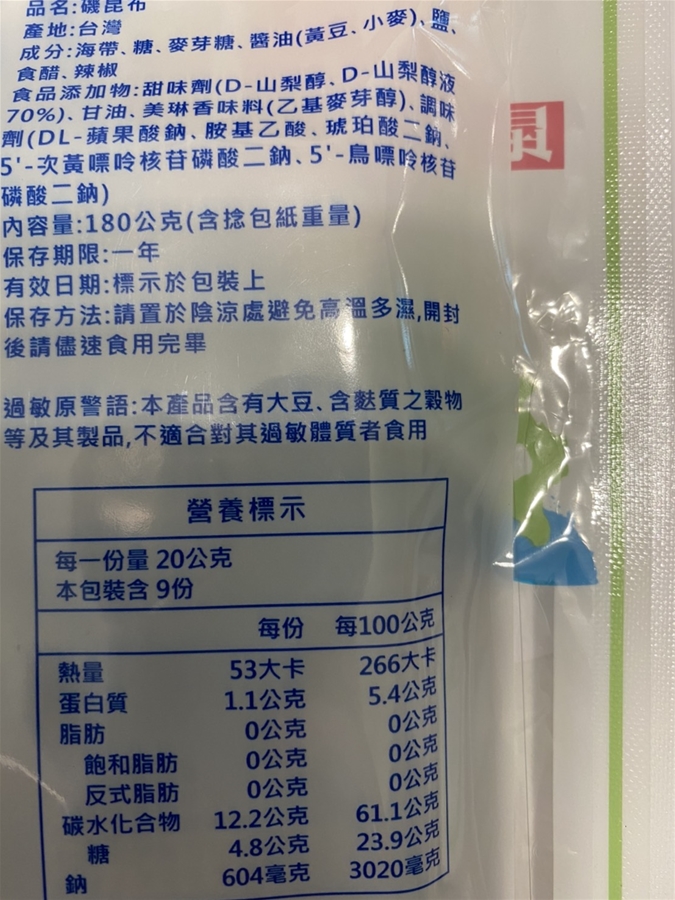 品名:磯昆布
產地:台灣
成分:海帶、糖、麥芽糖、醬油(黃豆、小麥)、鹽、
食醋、辣椒
食品添加物:甜味劑(D-山梨醇、D-山梨醇液
70%)、甘油、美琳香味料(乙基麥芽醇)、調味
劑(DL-蘋果酸鈉、胺基乙酸、琥珀酸二鈉、
5'-次黃嘌呤核苷磷酸二鈉、5'-鳥嘌呤核苷
磷酸二鈉)
內容量:180公克(含捻包紙重量)
保存期限:一年
有效日期:標示於包裝上
保存方法:請置於陰涼處避免高溫多濕,開封
後請儘速食用完畢
過敏原警語:本產品含有大豆、含麩質之穀物
等及其製品,不適合對其過敏體質者食用
營養標示
每一份量 20公克
本包裝含 9份
每份 每100公克
熱量 53大卡 266大卡
蛋白質 1.1公克 5.4公克
脂肪 0公克 0公克
飽和脂肪 0公克 0公克
反式脂肪 0公克 0公克
碳水化合物 12.2公克 61.1公克
糖 4.8公克 23.9公克
鈉 604毫克 3020毫克